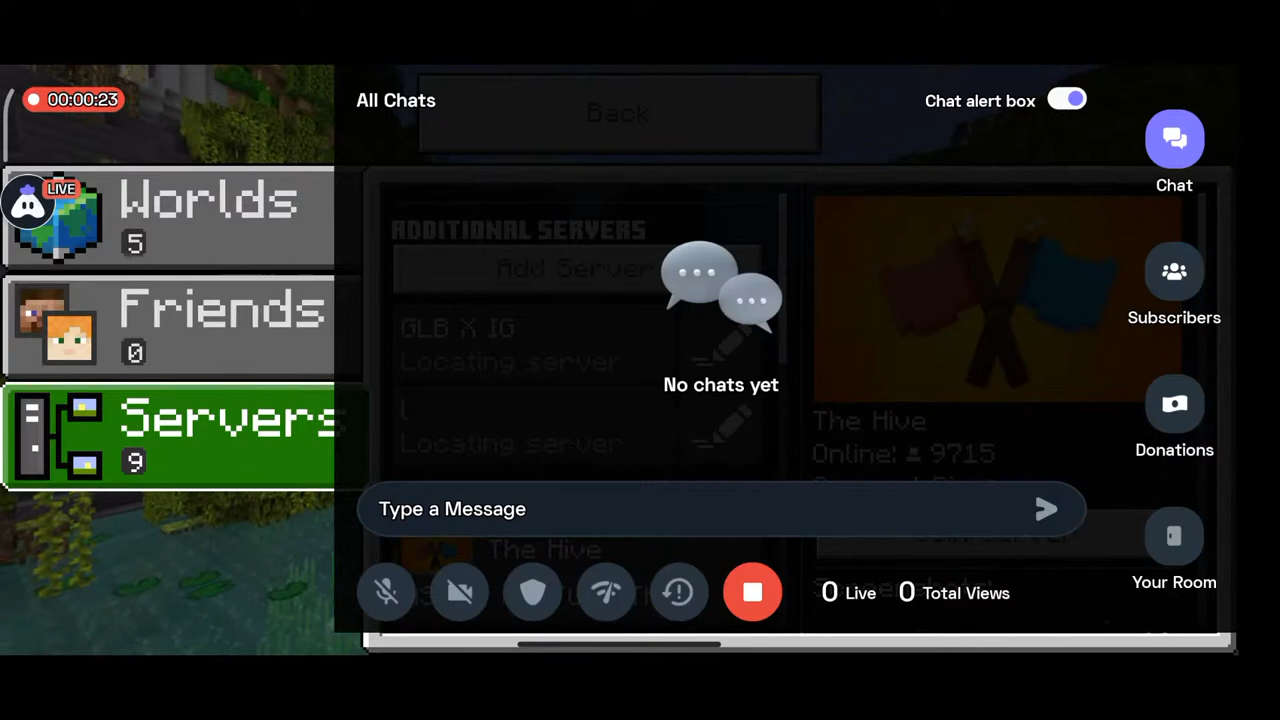 00:00:23
All Chats
Chat alert box
Back
Chat
LIVE
Worlds
5
ADDITIONAL SERVERS
Add Server
Subscribers
Friends
0
GLB X IG
Locating server
No chats yet
Donations
Servers
9
l
Locating server
The Hive
Online: 9715
Type a Message
The Hive
Your Room
0 Live 0 Total Views